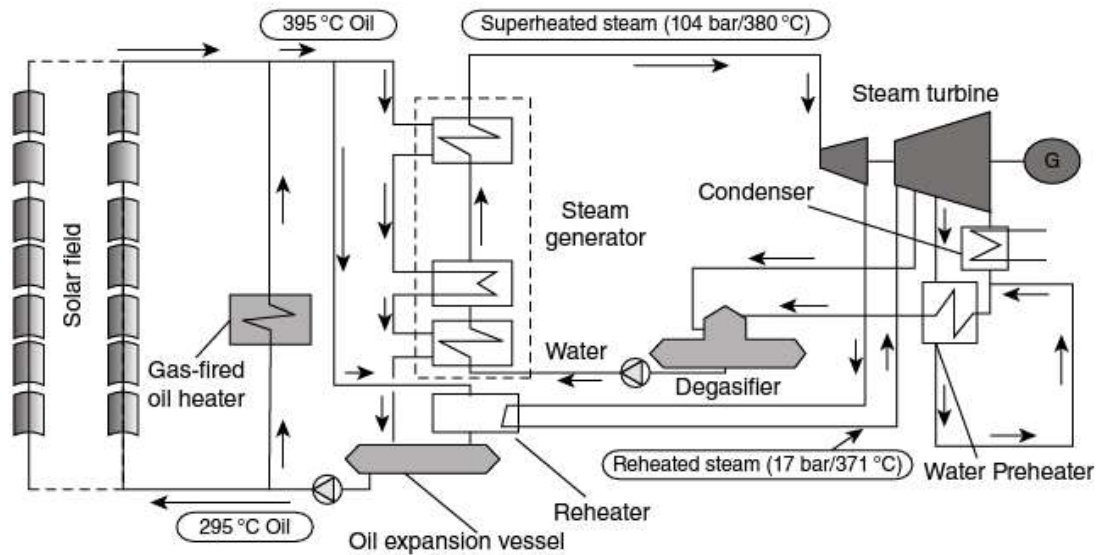 395 °C Oil
Superheated steam (104 bar/380 °C)
Steam turbine
G
Condenser
Steam
generator
Solar field
Gas-fired
oil heater
Water
Degasifier
Reheated steam (17 bar/371 °C)
Water Preheater
Reheater
295 °C Oil
Oil expansion vessel